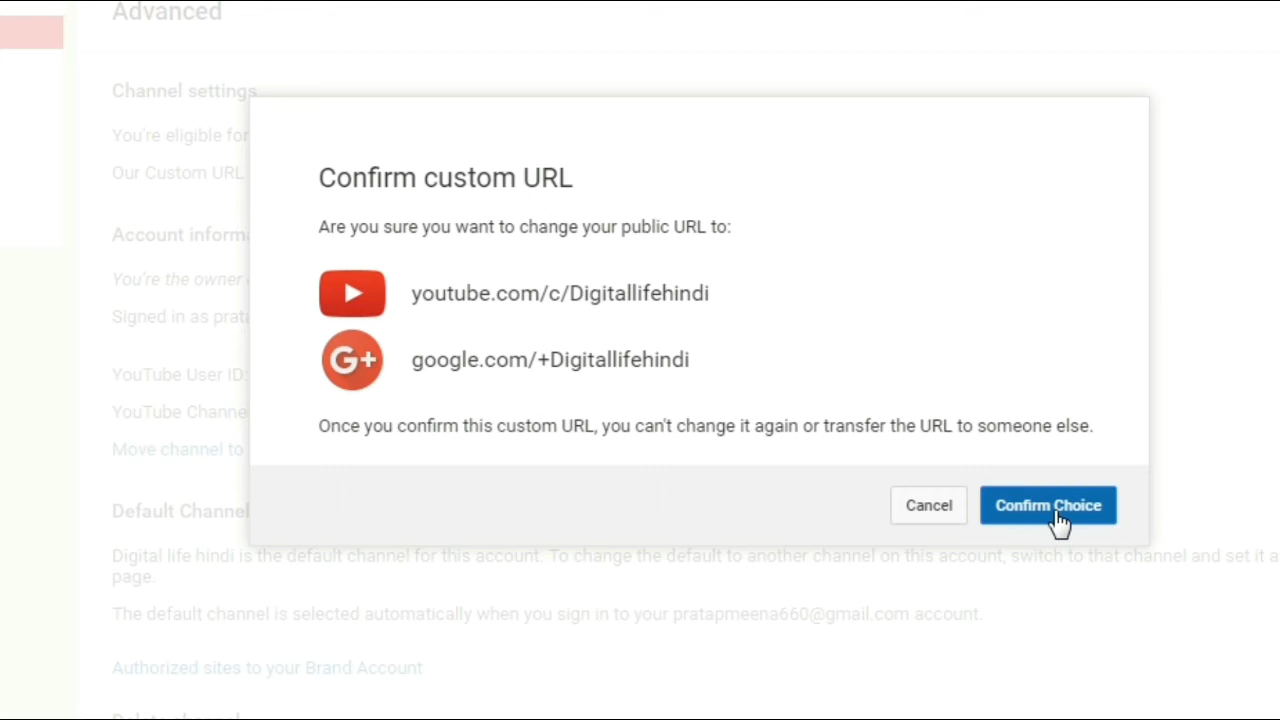 Advanced
Channel settings
You're eligible for
Our Custom URL
Confirm custom URL
Are you sure you want to change your public URL to:
Account
You're the owner
youtube.com/c/Digitallifehindi
Signed in as
G+ google.com/+Digitallifehindi
YouTube User ID:
YouTube
Once you confirm this custom URL, you can't change it again or transfer the URL to someone else.
Move channel to
Cancel Confirm Choice
Default Channel
Digital life hindi is the default channel for this account. To change the default to another channel on this account, switch to that channel and set it a
page.
The default channel is selected automatically when you sign in to your pratapmeena660@gmail.com account.
Authorized sites to your Brand Account